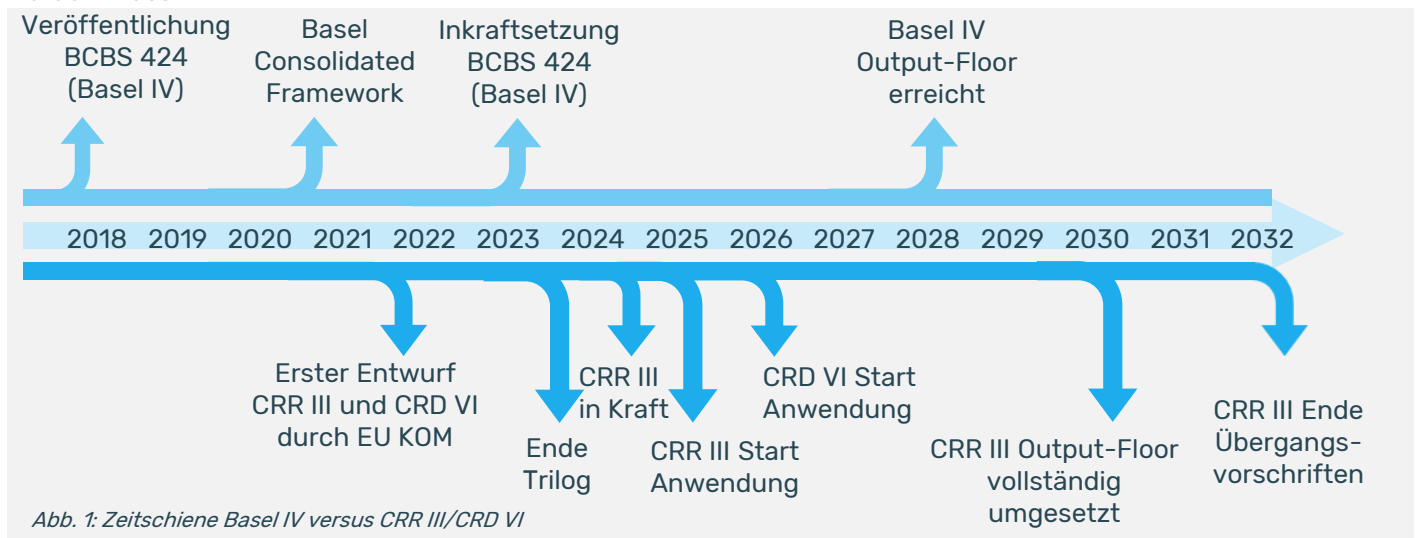 Veröffentlichung
BCBS 424
(Basel IV)
Basel
Consolidated
Framework
Inkraftsetzung
BCBS 424
(Basel IV)
Basel IV
Output-Floor
erreicht
2018 2019 2020 2021 2022 2023 2024 2025 2026 2027 2028 2029 2030 2031 2032
Erster Entwurf
CRR III und CRD VI
durch EU KOM
Ende
Trilog
CRR III
in Kraft
CRR III Start
Anwendung
CRD VI Start
Anwendung
CRR III Output-Floor
vollständig
umgesetzt
CRR III Ende
Übergangs-
vorschriften
Abb. 1: Zeitschiene Basel IV versus CRR III/CRD VI